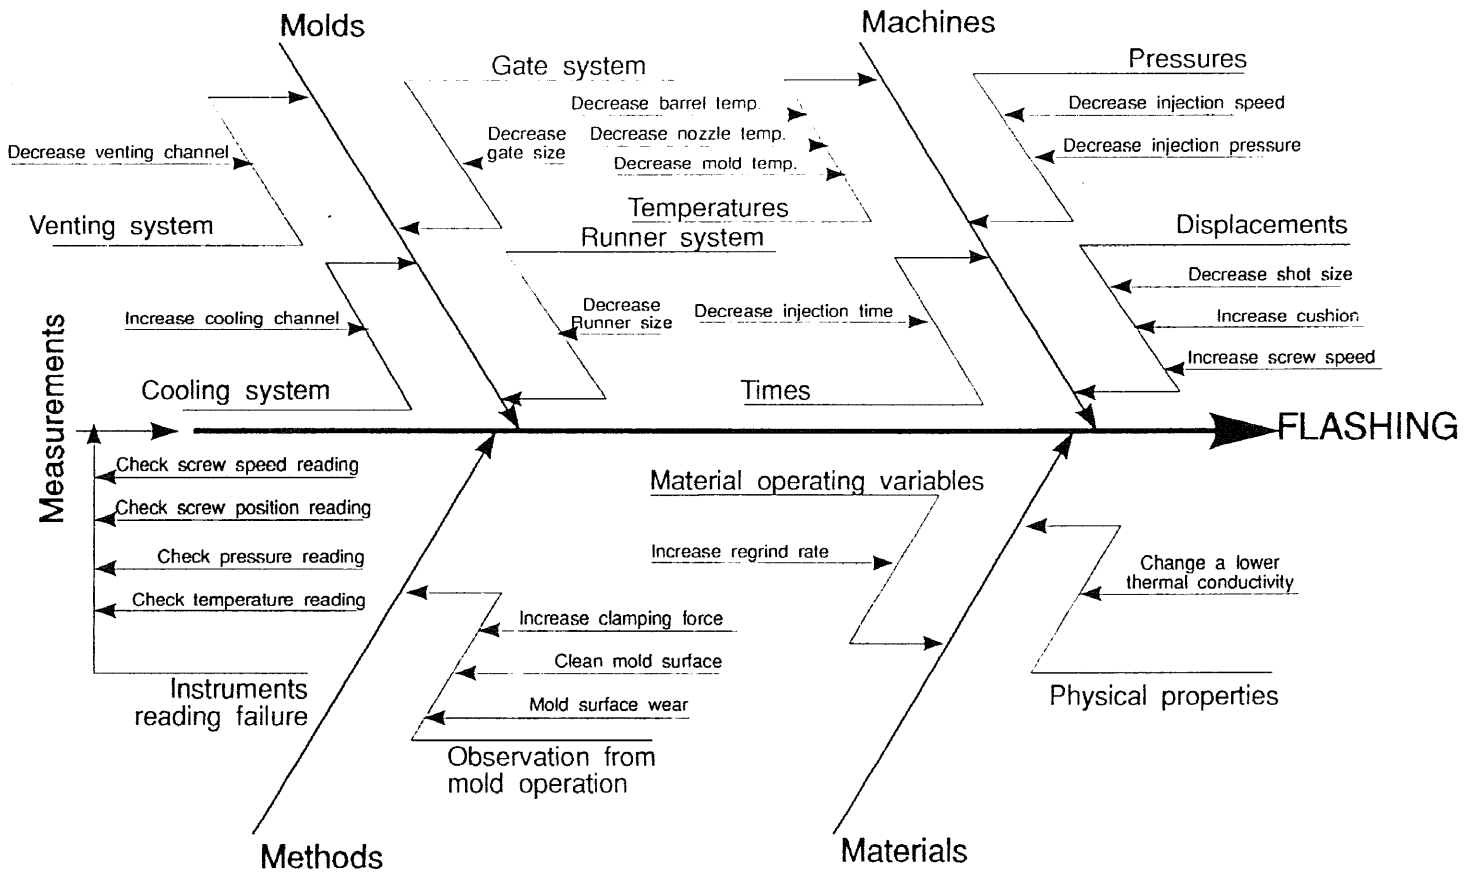 Molds
Machines
Gate system
Pressures
Decrease barrel temp.
Decrease injection speed
Decrease
gate size
Decrease nozzle temp.
Decrease venting channel
Decrease mold temp.
Decrease injection pressure
Venting system
Temperatures
Runner system
Displacements
Decrease shot size
Decrease
Runner size
Increase cooling channel
Decrease injection time
Increase cushion
Increase screw speed
Cooling system
Times
Measurements
FLASHING
Check screw speed reading
Check screw position reading
Check pressure reading
Check temperature reading
Instruments
reading failure
Material operating variables
Increase regrind rate
Change a lower
thermal conductivity
Physical properties
Increase clamping force
Clean mold surface
Mold surface wear
Observation from
mold operation
Methods
Materials